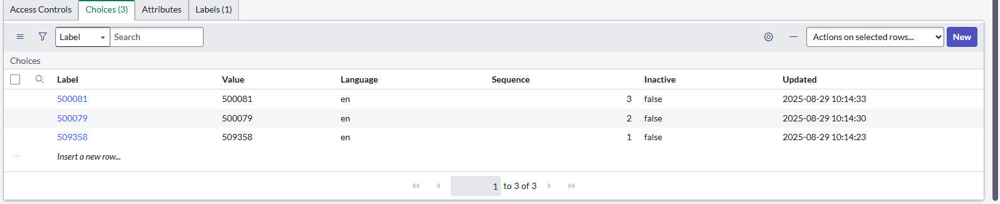 Access Controls Choices (3) Attributes Labels (1)
Label Search Actions on selected rows... New
Choices
Label Value Language Sequence Inactive Updated
500081 500081 en 3 false 2025-08-29 10:14:33
500079 500079 en 2 false 2025-08-29 10:14:30
509358 509358 en 1 false 2025-08-29 10:14:23
Insert a new row...
1 to 3 of 3